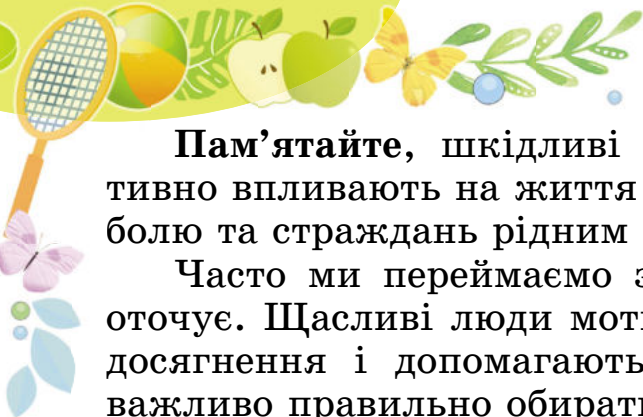 Пам’ятайте, шкідливі
тивно впливають на життя
болю та страждань рідним
Часто ми переймаємо з
оточує. Щасливі люди моти
досягнення і допомагають
важливо правильно обирати